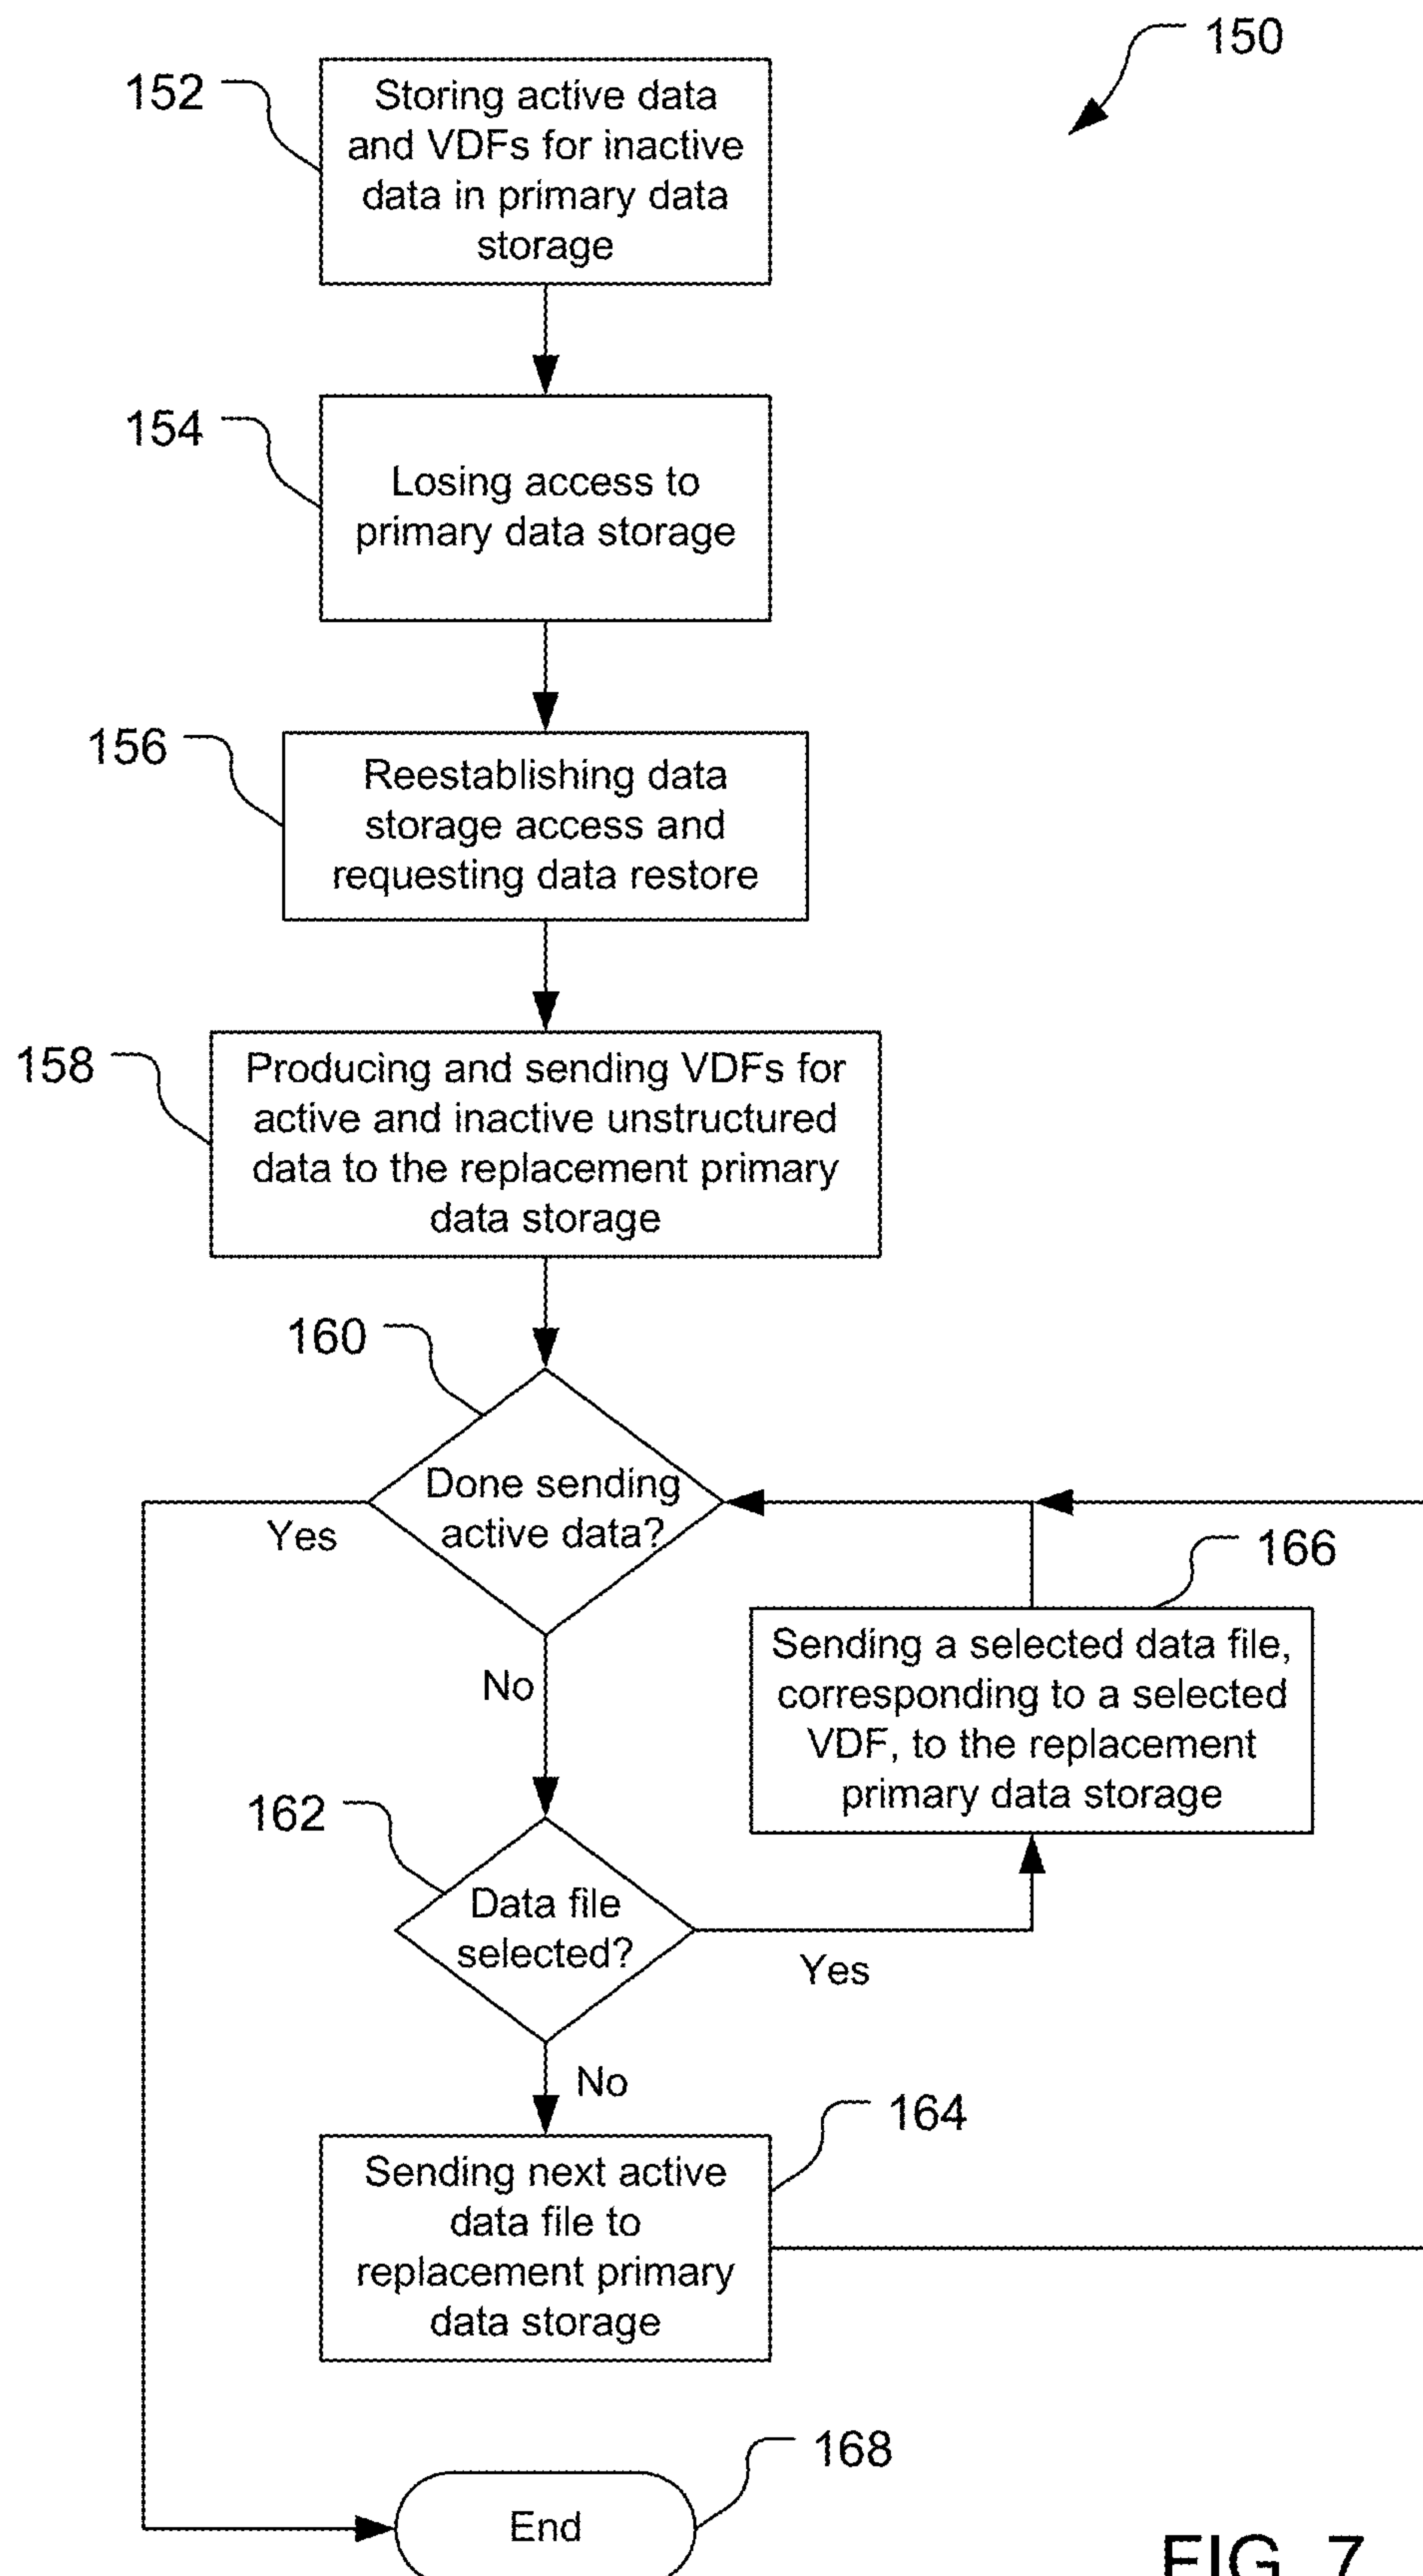 150
152
Storing active data
and VDFs for inactive
data in primary data
storage
154
Losing access to
primary data storage
156
Reestablishing data
storage access and
requesting data restore
158
Producing and sending VDFs for
active and inactive unstructured
data to the replacement primary
data storage
160
Done sending
active data?
Yes
No
166
Sending a selected data file,
corresponding to a selected
VDF, to the replacement
primary data storage
162
Data file
selected?
Yes
No
164
Sending next active
data file to
replacement primary
data storage
168
End
FIG. 7